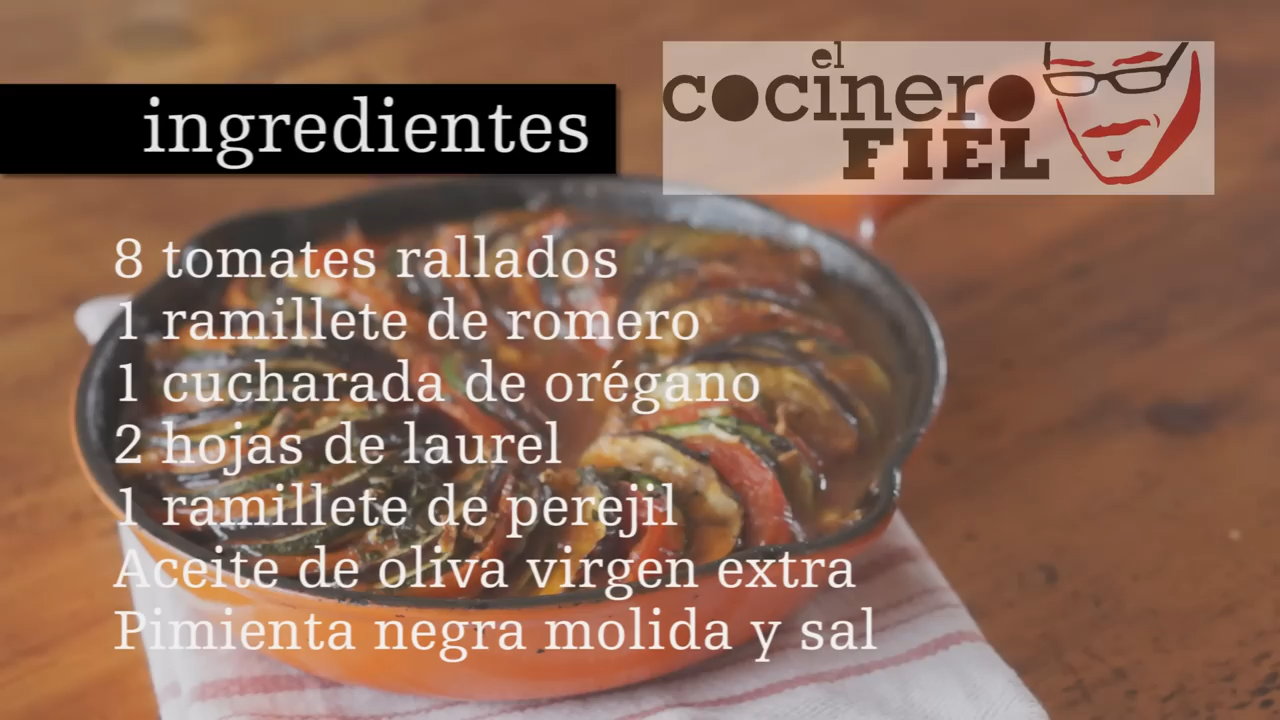 el
cocinero
FIEL
ingredientes
8 tomates rallados
1 ramillete de romero
1 cucharada de orégano
2 hojas de laurel
1 ramillete de perejil
Aceite de oliva virgen extra
Pimienta negra molida y sal